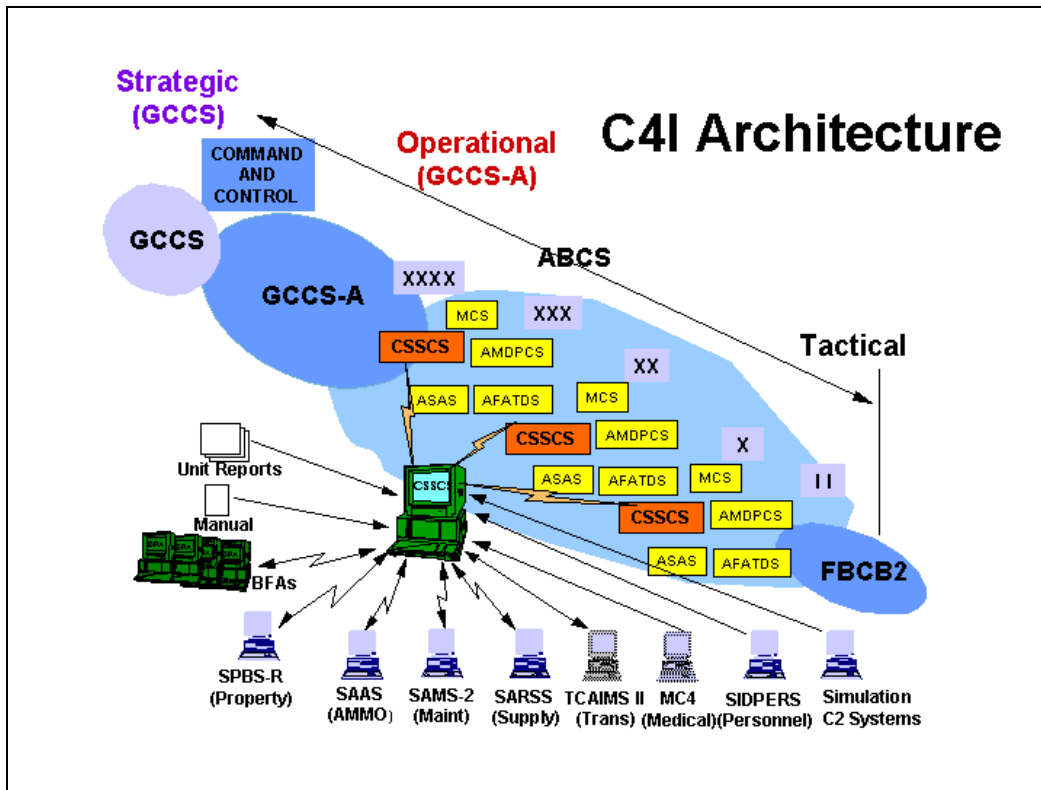 Strategic
(GCCS)
C4I Architecture
Operational
(GCCS-A)
COMMAND
AND
CONTROL
GCCS
ABCS
GCCS-A
XXXX
MCS
XXX
CSSCS
AMDPCS
Tactical
XX
ASAS
AFATDS
MCS
CSSCS
AMDPCS
X
Unit Reports
CSSCS
ASAS
AFATDS
MCS
II
CSSCS
AMDPCS
Manual
ASAS
AFATDS
FBCB2
BFAs
SPBS-R
(Property)
SAAS
(AMMO)
SAMS-2
(Maint)
SARSS
(Supply)
TCAIMS II
(Trans)
MC4
(Medical)
SIDPERS
(Personnel)
Simulation
C2 Systems